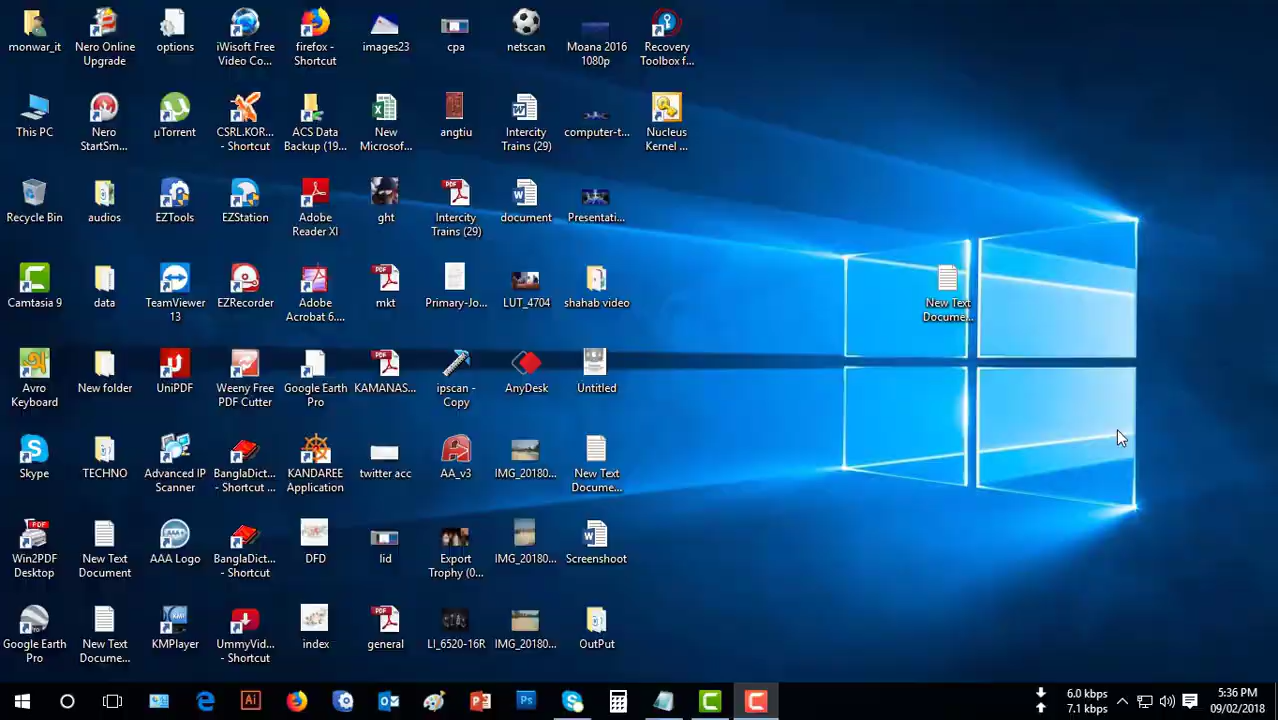 monwar_it
Nero Online
Upgrade
options
iWisoft Free
Video Co...
firefox -
Shortcut
images23
cpa
netscan
Moana 2016
1080p
Recovery
Toolbox f...
This PC
Nero
StartSm...
µTorrent
CSRL.KOR...
- Shortcut
ACS Data
Backup (19...
New
Microsof...
angtiu
Intercity
Trains (29)
computer-t...
Nucleus
Kernel ...
Recycle Bin
audios
EZTools
EZStation
Adobe
Reader XI
ght
Intercity
Trains (29)
document
Presentati...
Camtasia 9
data
TeamViewer
13
EZRecorder
Adobe
Acrobat 6....
mkt
Primary-Jo...
LUT_4704
shahab video
New Text
Docume...
Avro
Keyboard
New folder
UniPDF
Weeny Free
PDF Cutter
Google Earth
Pro
KAMANAS...
ipscan -
Copy
AnyDesk
Untitled
Skype
TECHNO
Advanced IP
Scanner
BanglaDict...
- Shortcut ...
KANDAREE
Application
twitter acc
AA_v3
IMG_20180...
New Text
Docume...
Win2PDF
Desktop
New Text
Document
AAA Logo
BanglaDict...
- Shortcut
DFD
lid
Export
Trophy (0...
IMG_20180...
Screenshoot
Google Earth
Pro
New Text
Docume...
KMPlayer
UmmyVid...
- Shortcut
index
general
LI_6520-16R
IMG_20180...
OutPut
6.0 kbps
7.1 kbps
5:36 PM
09/02/2018